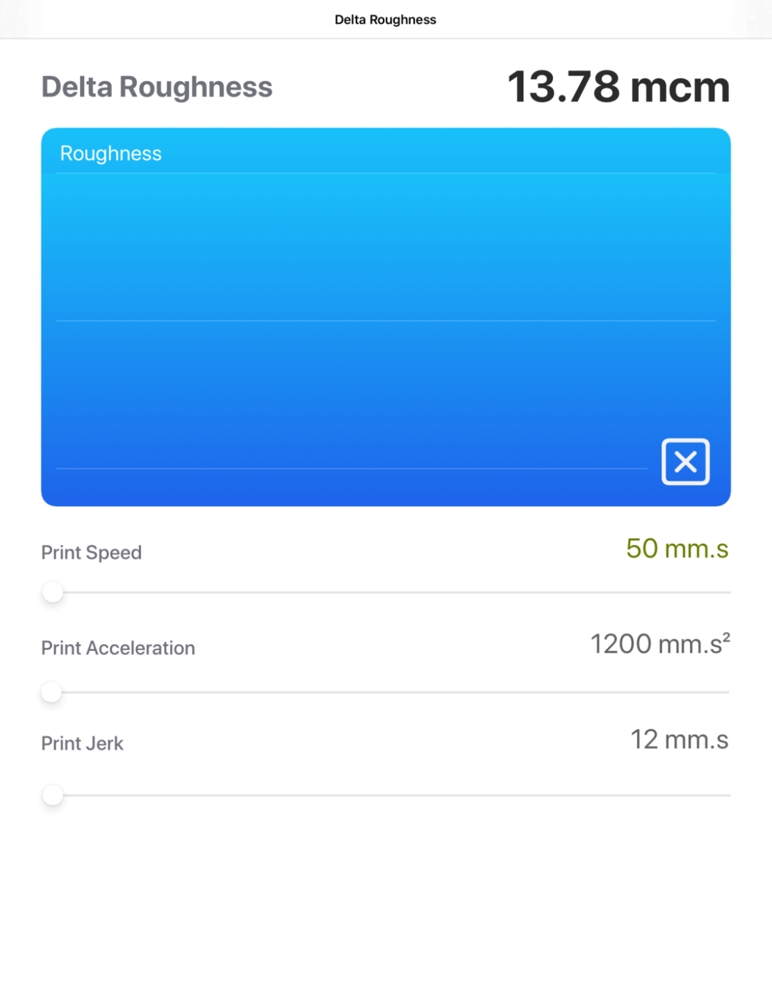 Delta Roughness
Delta Roughness 13.78 mcm
Roughness
Print Speed 50 mm.s
Print Acceleration 1200 mm.s²
Print Jerk 12 mm.s